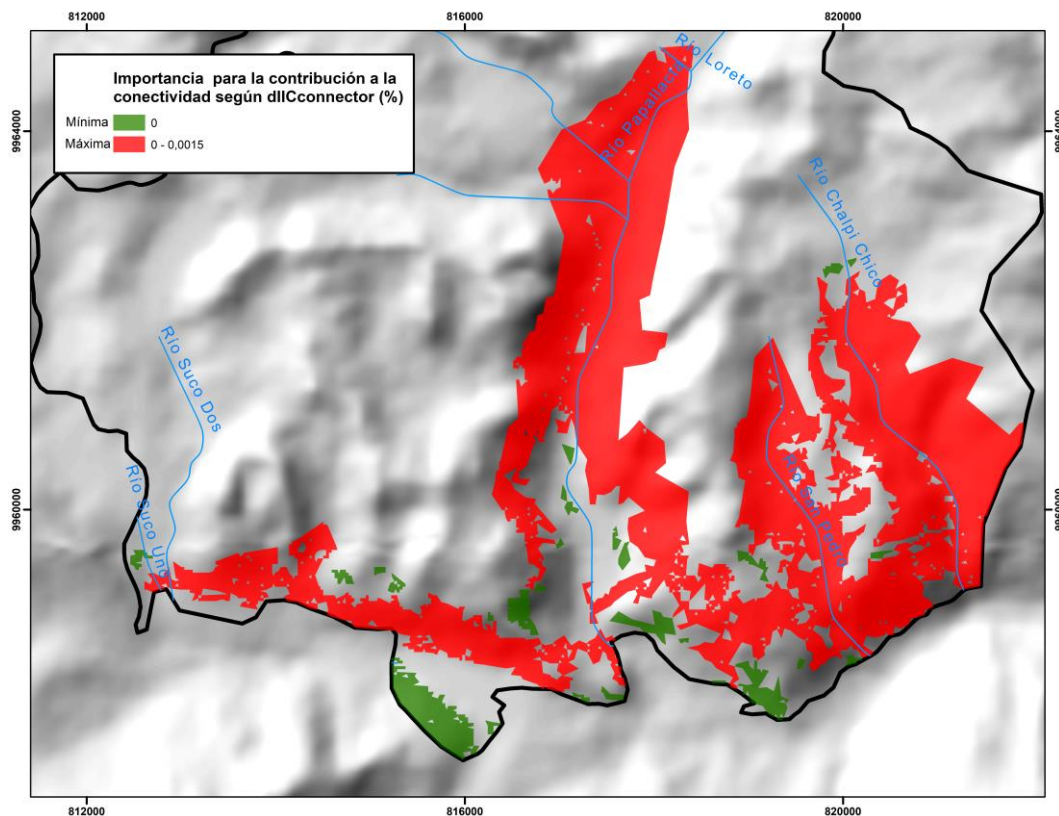 812000
816000
820000
Importancia para la contribución a la
conectividad según dIICconnector (%)
Mínima
0
Máxima
0 - 0,0015
9964000
9964000
Río Loreto
Río Papallacta
Río Chalpi Chico
Río Suco Dos
Río Suco Uno
Río San Pedro
9960000
9960000
812000
816000
820000